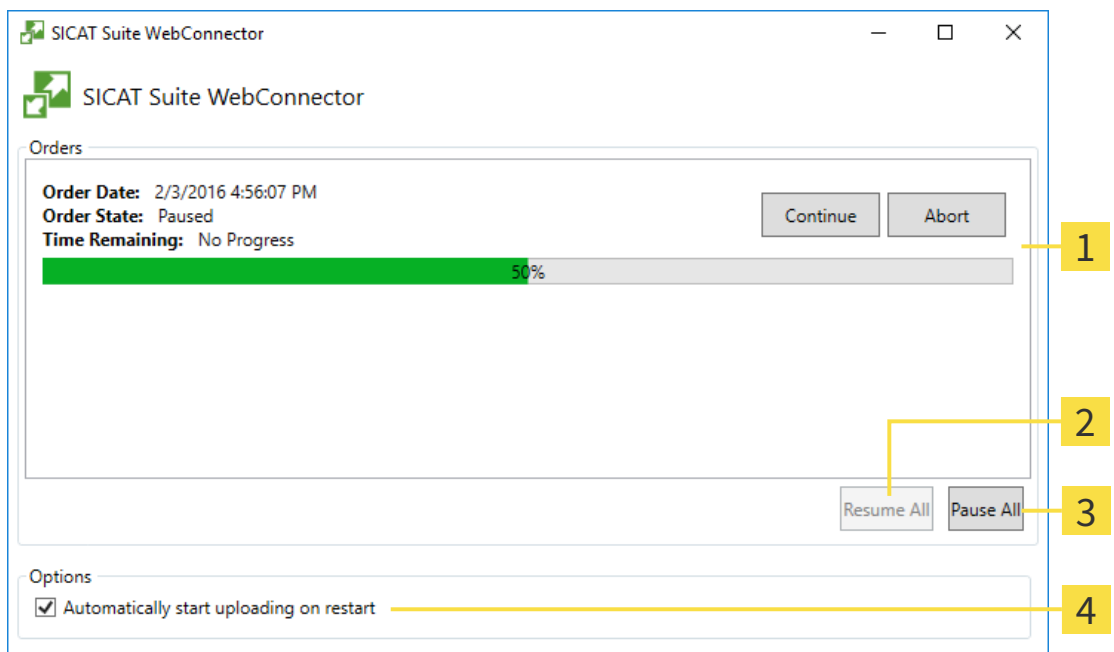 SICAT Suite WebConnector
SICAT Suite WebConnector
Orders
Order Date: 2/3/2016 4:56:07 PM
Order State: Paused
Time Remaining: No Progress
Continue
Abort
1
50%
2
Resume All
Pause All
3
Options
Automatically start uploading on restart
4